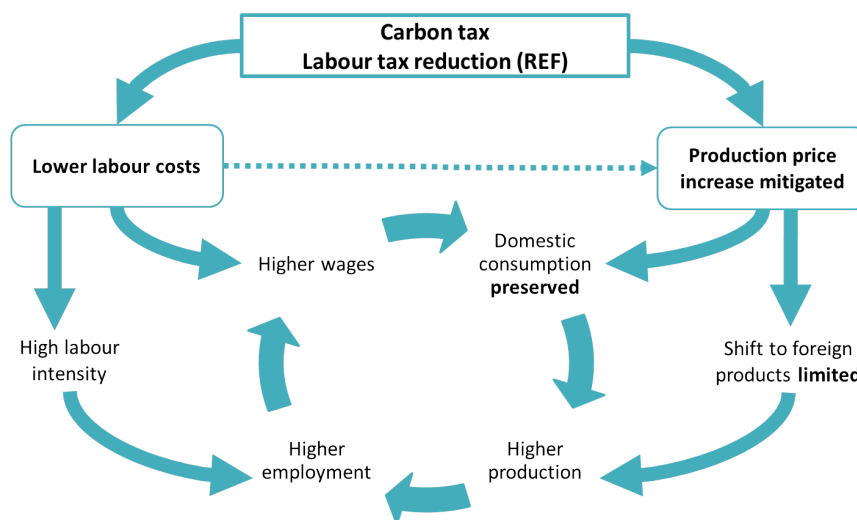 Carbon tax
Labour tax reduction (REF)
Lower labour costs
Production price
increase mitigated
Higher wages
Domestic
consumption
preserved
High labour
intensity
Shift to foreign
products limited
Higher
employment
Higher
production